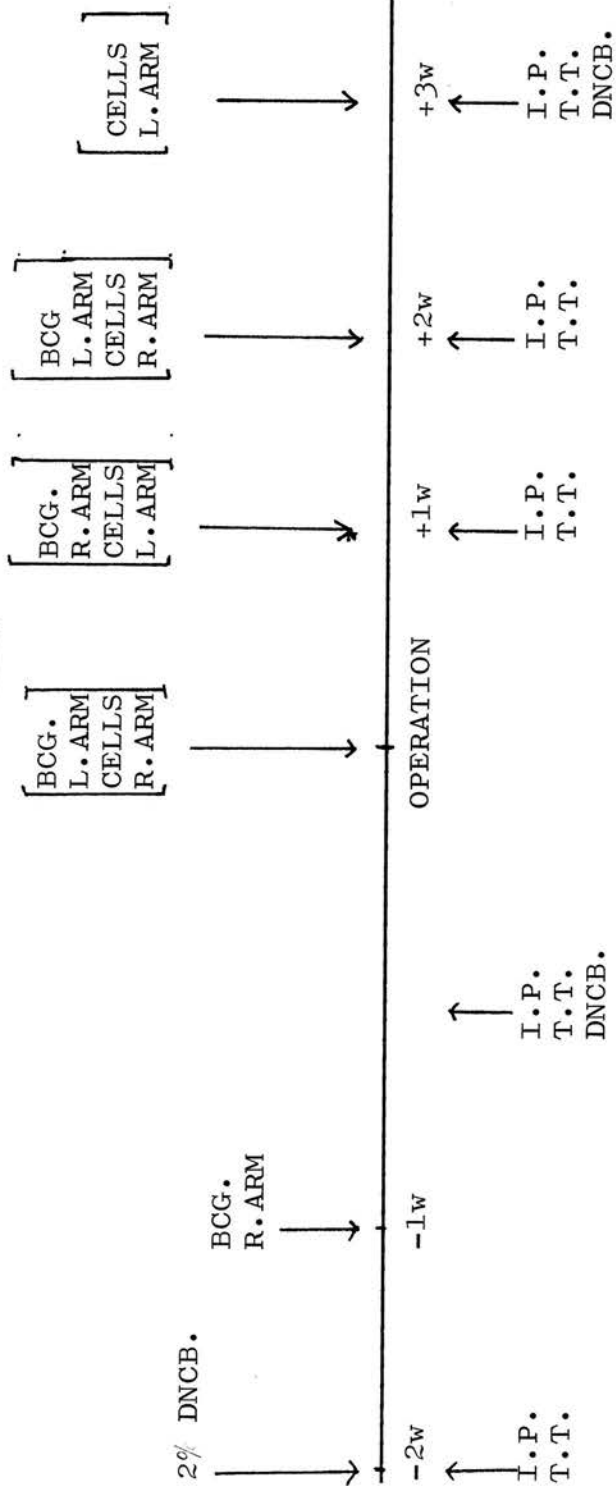 2% DNCB.
BCG.
R.ARM
BCG.
L.ARM
CELLS
R.ARM
BCG.
R.ARM
CELLS
L.ARM
BCG
L.ARM
CELLS
R.ARM
CELLS
L.ARM
-2w
-1w
OPERATION
+1w
+2w
+3w
I.P.
T.T.
I.P.
T.T.
DNCB.
I.P.
T.T.
I.P.
T.T.
I.P.
T.T.
DNCB.